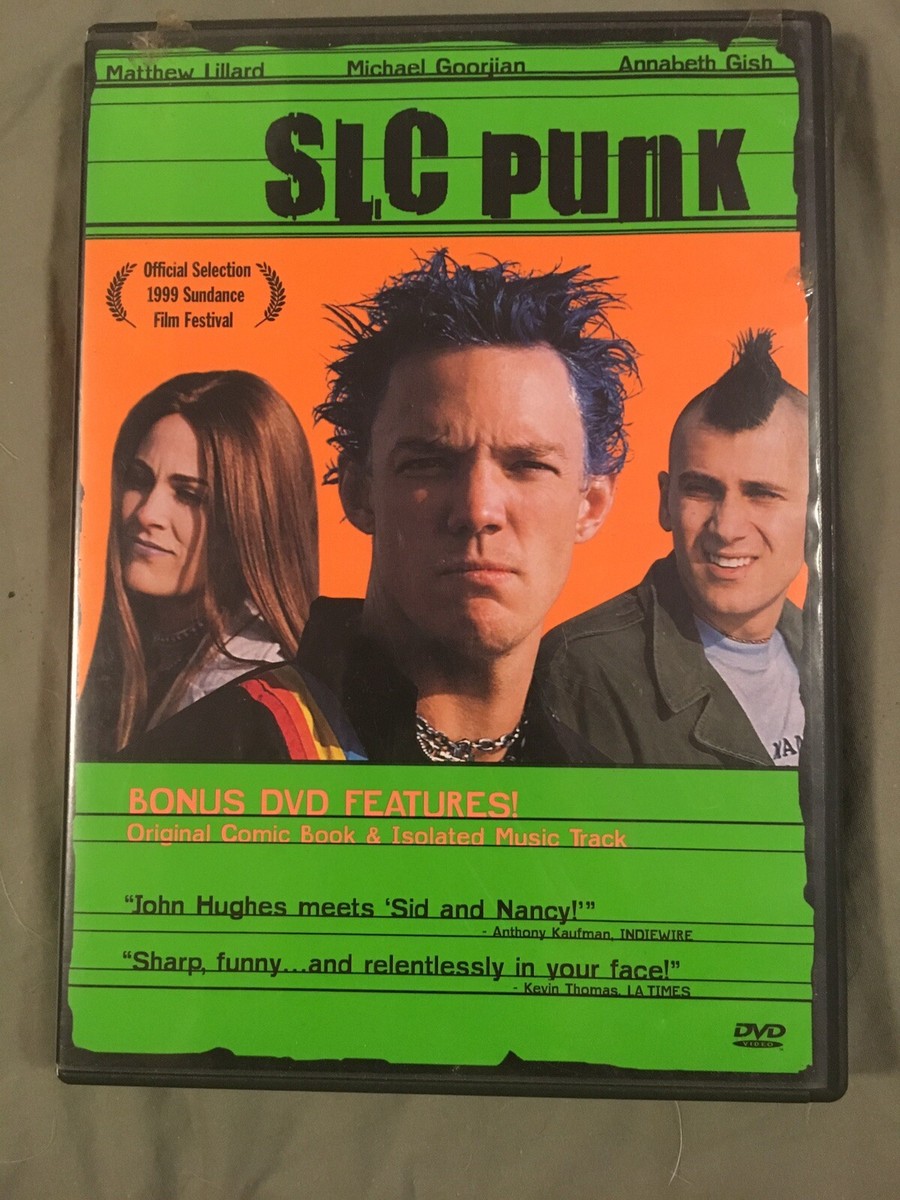 Matthew Lillard Michael Goorjian Annabeth Gish
SLC PUNK
Official Selection
1999 Sundance
Film Festival
BONUS DVD FEATURES!
Original Comic Book & Isolated Music Track
“John Hughes meets ‘Sid and Nancy!’”
- Anthony Kaufman, INDIEWIRE
“Sharp, funny...and relentlessly in your face!”
- Kevin Thomas, LA TIMES
DVD
VIDEO